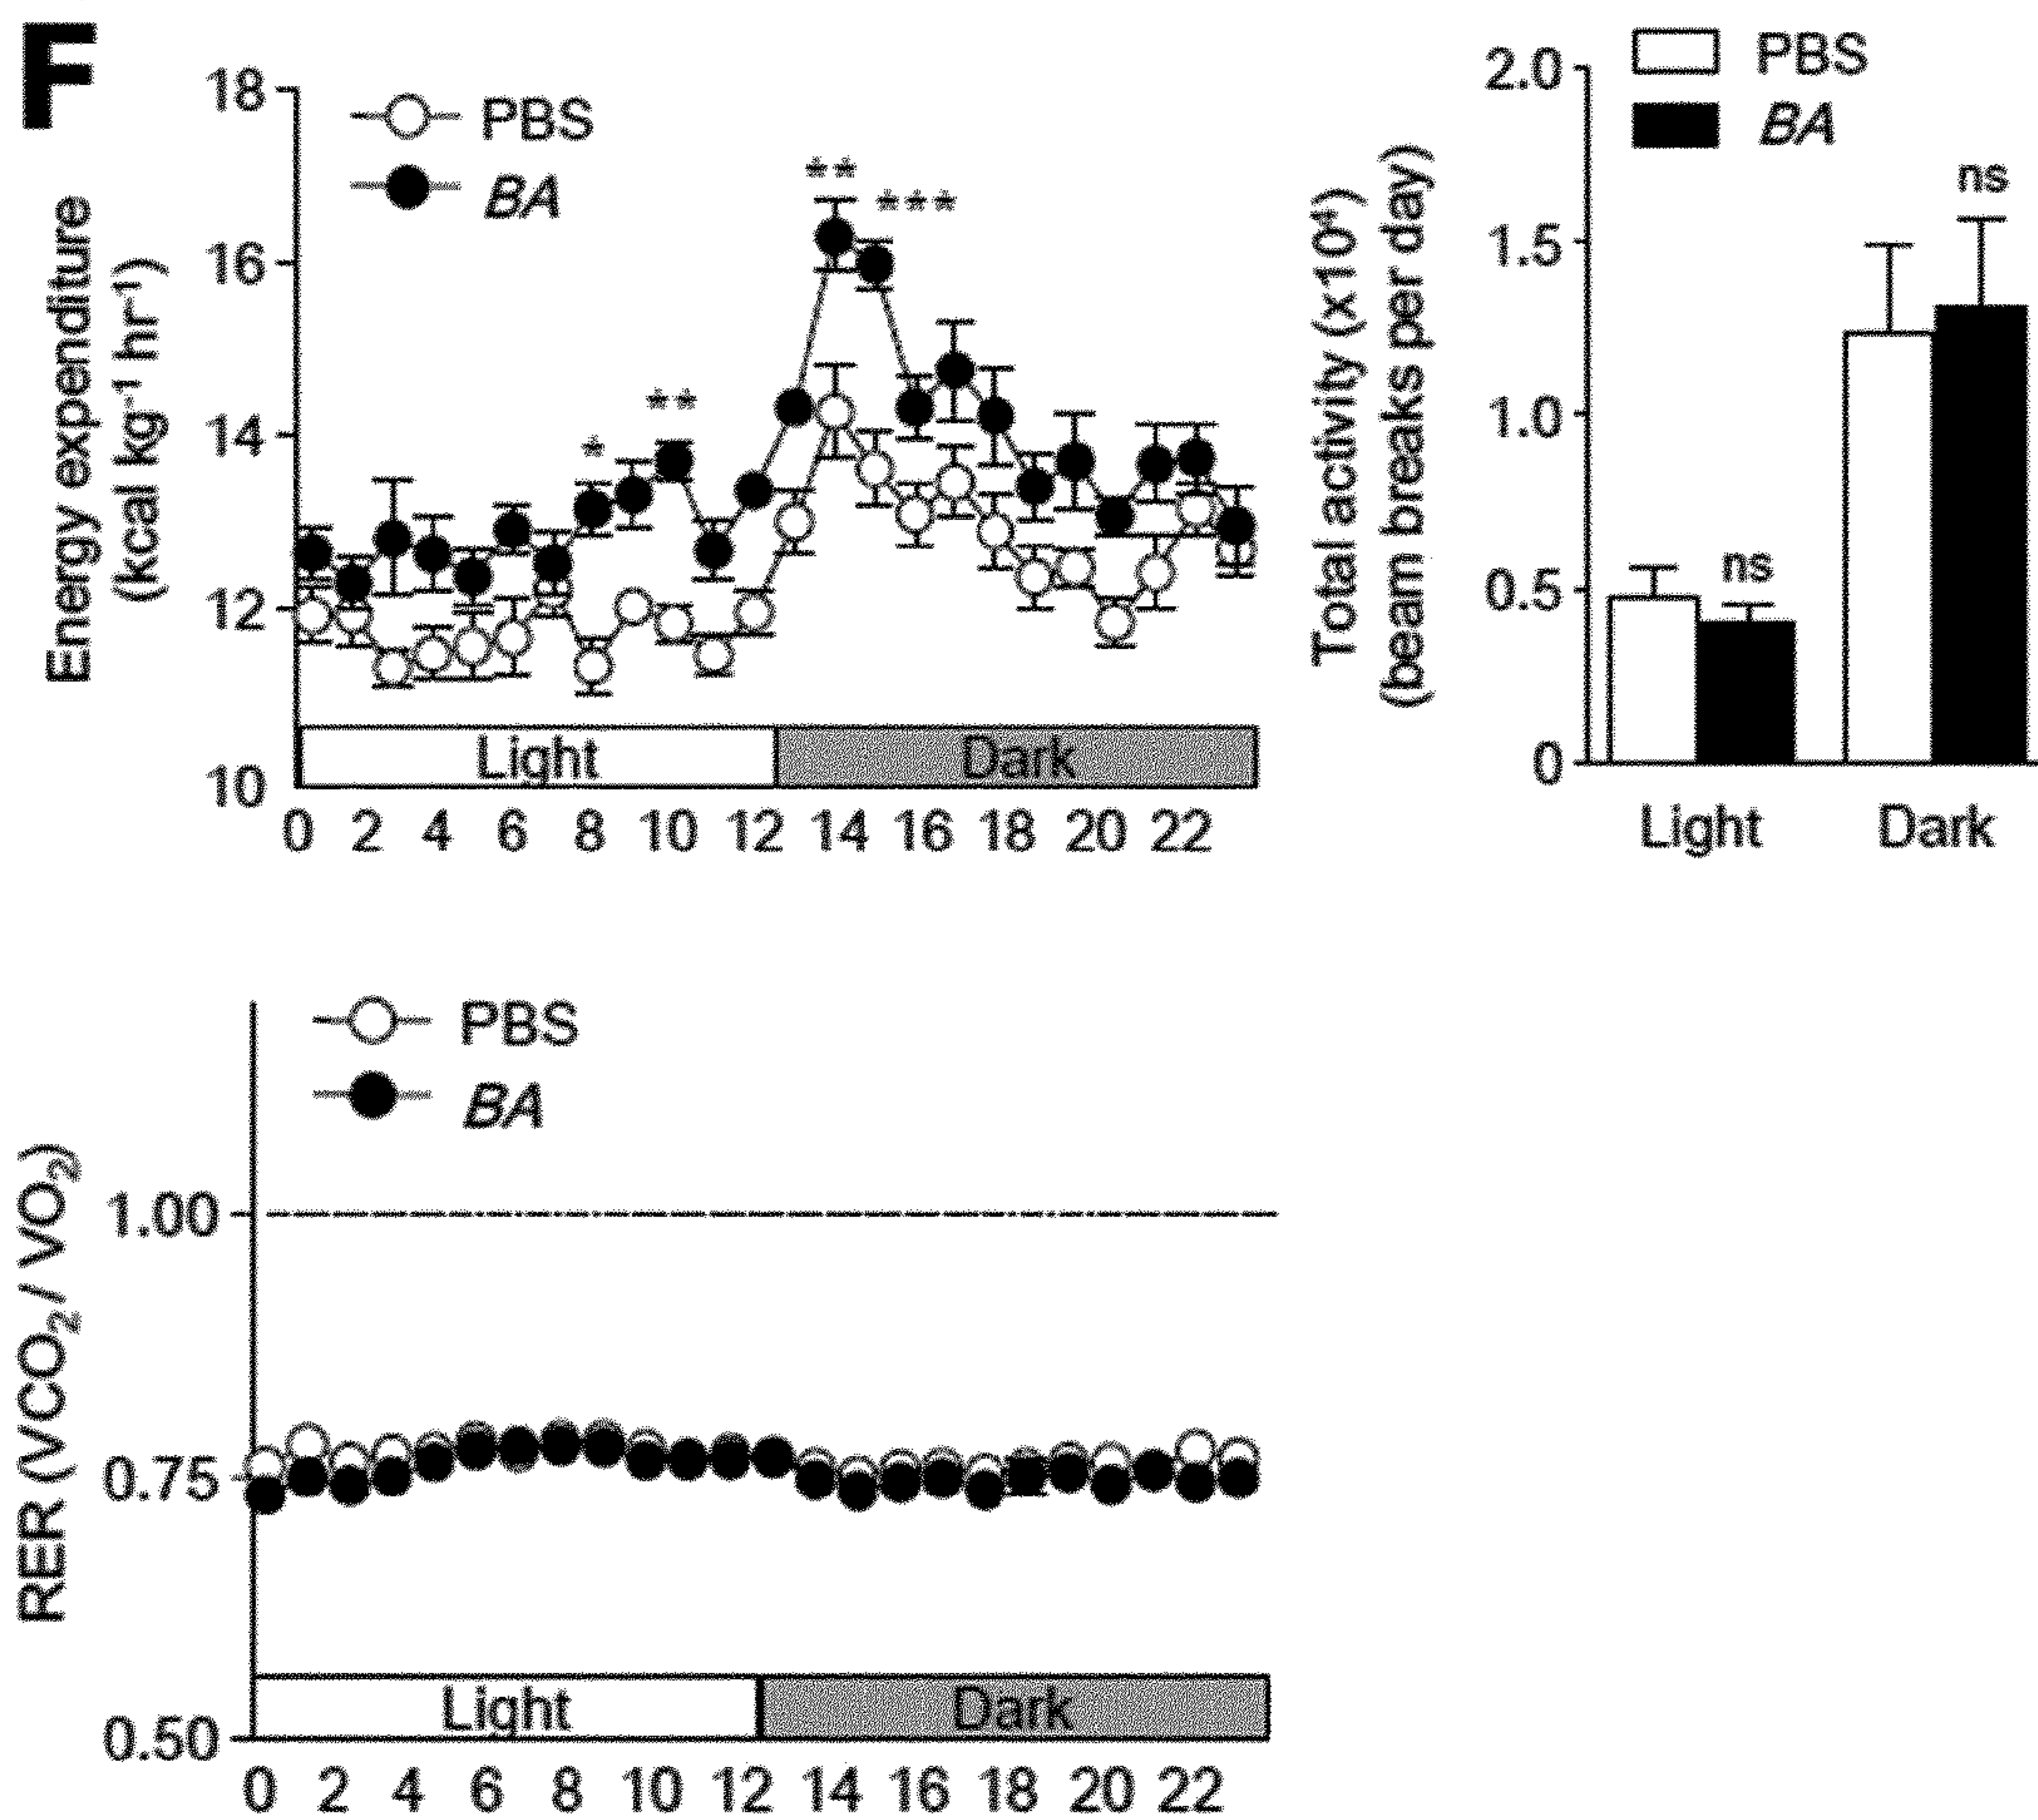 F
18
16
14
12
10
Energy expenditure
(kcal kg⁻¹ hr⁻¹)
PBS
BA
*
**
**
***
Light
Dark
0 2 4 6 8 10 12 14 16 18 20 22
2.0
1.5
1.0
0.5
0
Total activity (x10⁴)
(beam breaks per day)
PBS
BA
ns
ns
Light
Dark
PBS
BA
1.00
0.75
0.50
RER (VCO₂/ VO₂)
Light
Dark
0 2 4 6 8 10 12 14 16 18 20 22